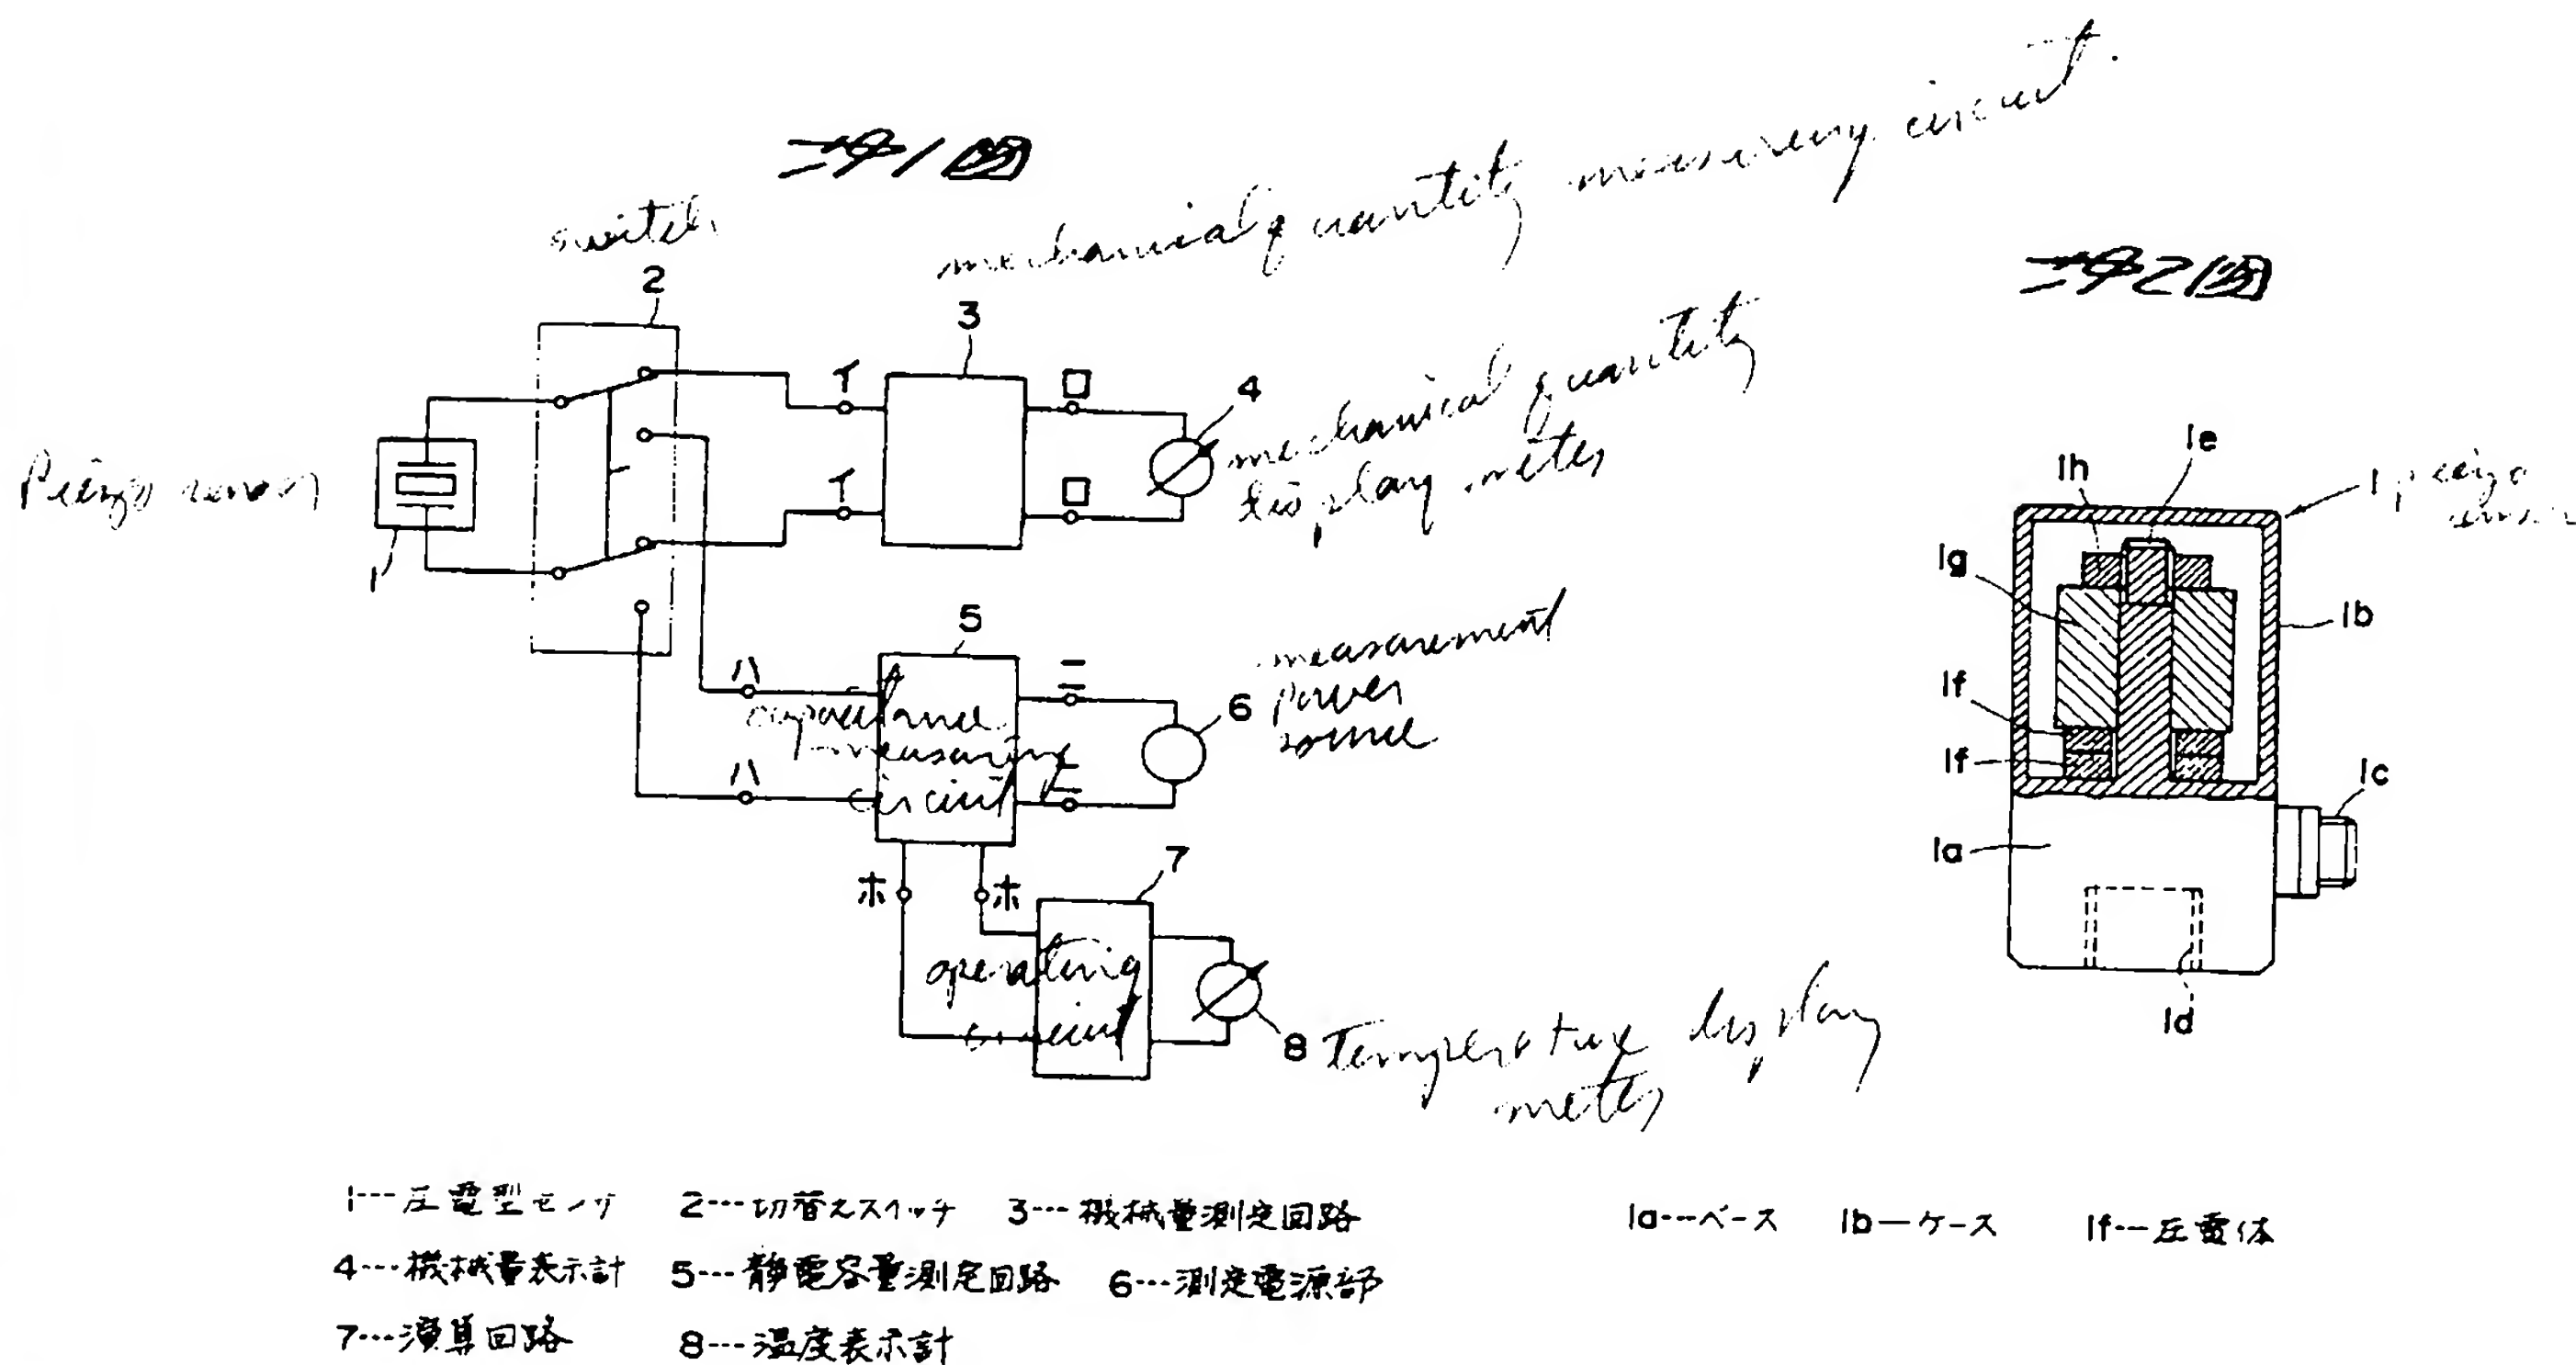 第1図
switch
2
mechanical quantity measuring circuit.
3
イ
ロ
4
mechanical quantity
display meter
Piezo sensor
1
イ
ロ
5
ハ
ニ
capacitance
measuring
circuit
6
measurement
power
source
ハ
ニ
ホ
ホ
7
operating
circuit
8
Temperature display
meter
第2図
1h
1e
1 piezo
sensor
1g
1b
1f
1f
1c
1a
1d
1---圧電型センサ 2---切替えスイッチ 3---機械量測定回路
4---機械量表示計 5---静電容量測定回路 6---測定電源部
7---演算回路 8---温度表示計
1a---ベース 1b—ケース 1f---圧電体